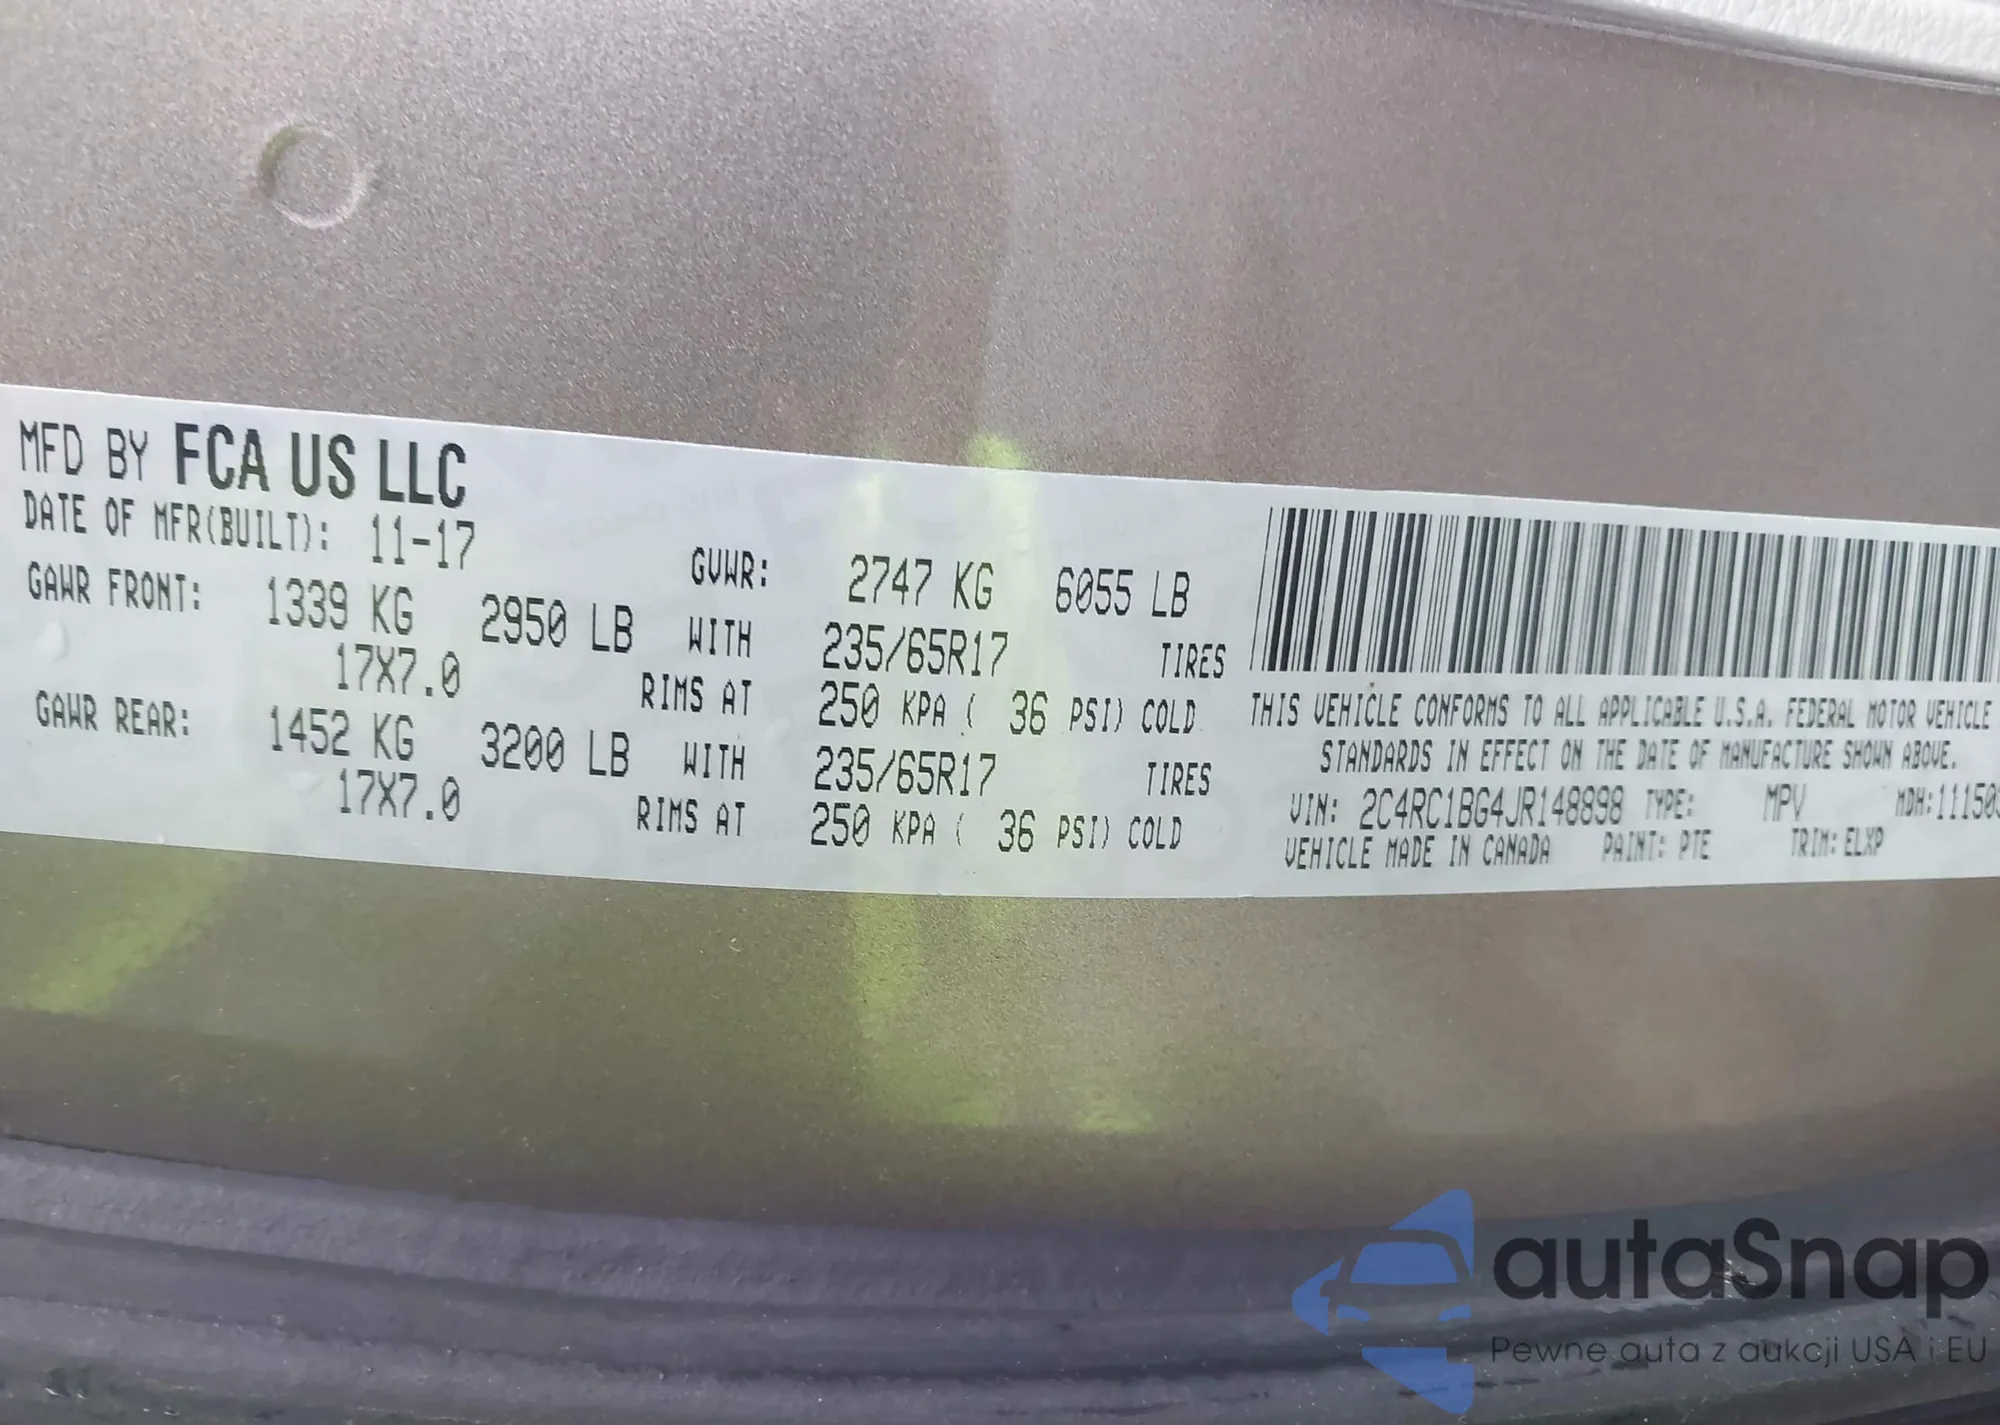 MFD BY FCA US LLC
DATE OF MFR(BUILT): 11-17
GVWR: 2747 KG 6055 LB
GAWR FRONT: 1339 KG 2950 LB WITH 235/65R17 TIRES
17X7.0 RIMS AT 250 KPA ( 36 PSI) COLD
GAWR REAR: 1452 KG 3200 LB WITH 235/65R17 TIRES
17X7.0 RIMS AT 250 KPA ( 36 PSI) COLD
THIS VEHICLE CONFORMS TO ALL APPLICABLE U.S.A. FEDERAL MOTOR VEHICLE
STANDARDS IN EFFECT ON THE DATE OF MANUFACTURE SHOWN ABOVE.
VIN: 2C4RC1BG4JR148898 TYPE: MPV MDH:
VEHICLE MADE IN CANADA PAINT: PTE TRIM: ELXP
autaSnap
Pewne auta z aukcji USA i EU